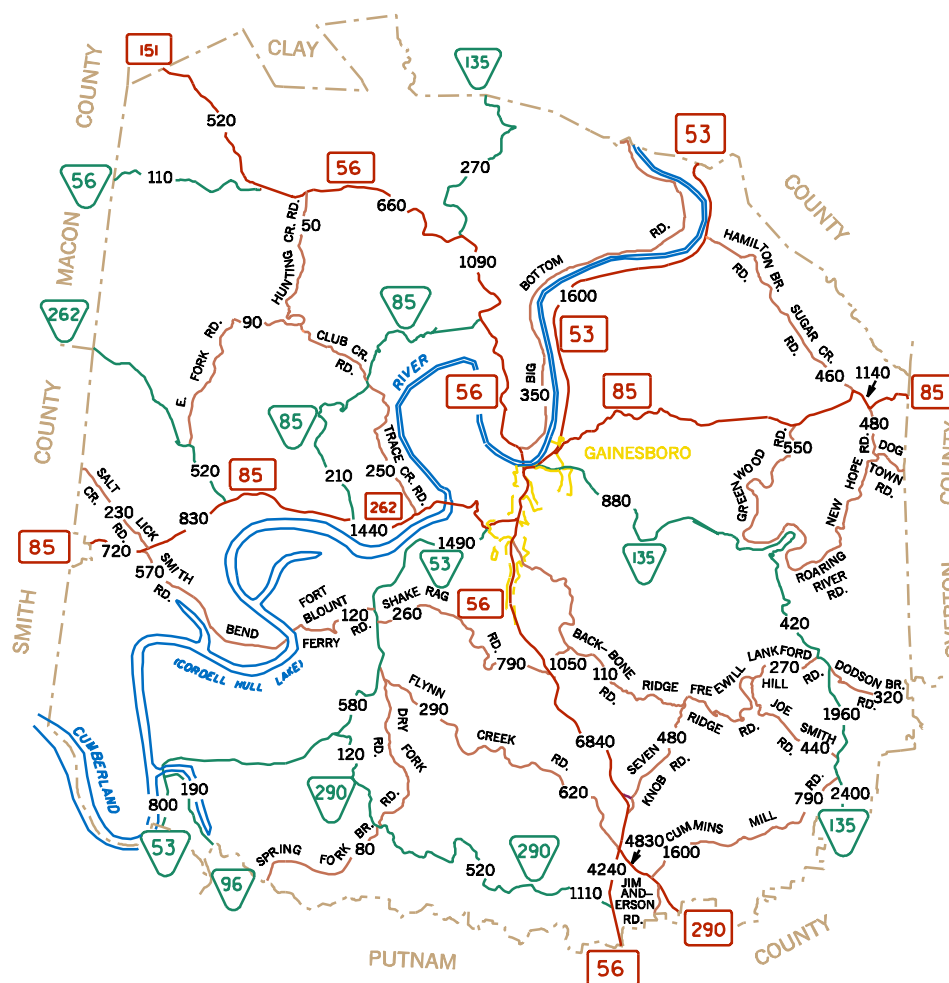 151
CLAY
COUNTY
135
520
53
56
56
110
270
COUNTY
660
50
HUNTING CR. RD.
MACON
BOTTOM
RD.
HAMILTON BR.
RD.
1090
85
1600
262
90
E. FORK RD.
CLUB CR.
RD.
53
SUGAR CR.
RD.
RIVER
56
BIG
350
85
460
1140
85
COUNTY
85
TRACE CR. RD.
480
550
GREENWOOD
RD.
NEW HOPE RD.
DOG
TOWN
RD.
COUNTY
GAINESBORO
520
85
210
250
SALT
LICK
CR.
RD.
230
830
262
1440
880
85
720
1490
53
135
570
SMITH
RD.
BEND
ROARING
RIVER
RD.
SMITH
FORT
BLOUNT
FERRY
RD.
120
SHAKE RAG
RD.
260
56
420
(CORDELL HULL LAKE)
790
1050
BACK-BONE
110
RD.
RIDGE
FREEWILL
RIDGE
RD.
LANKFORD
270
HILL
RD.
DODSON BR.
RD.
320
580
FLYNN
290
CREEK
RD.
JOE
SMITH
RD.
440
1960
CUMBERLAND
120
DRY
FORK
RD.
6840
SEVEN
480
KNOB RD.
190
800
290
620
790
RD.
2400
53
96
SPRING
FORK
BR.
80
4830
CUMMINS
MILL
1600
135
290
520
4240
1110
JIM
AND-
ERSON
RD.
290
PUTNAM
56
COUNTY